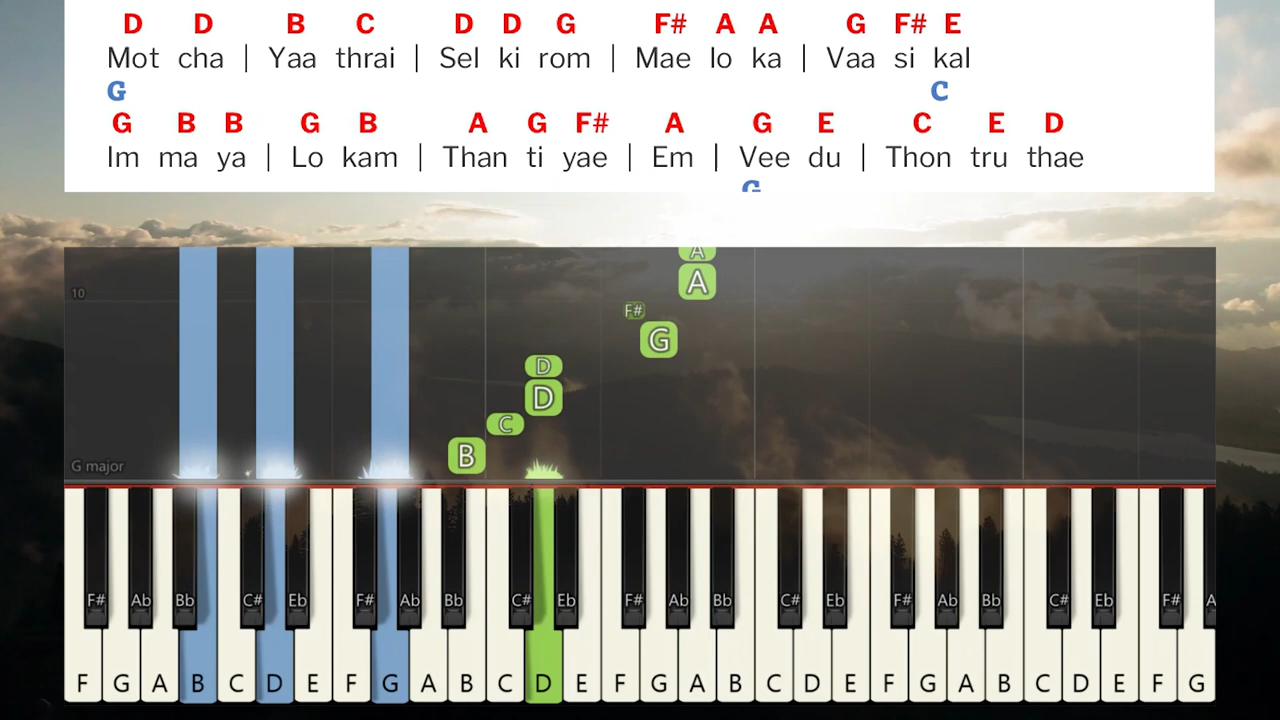 D D B C D D G F# A A G F# E
Mot cha | Yaa thrai | Sel ki rom | Mae lo ka | Vaa si kal
G C
G B B G B A G F# A G E C E D
Im ma ya | Lo kam | Than ti yae | Em | Vee du | Thon tru thae
G
A
10 A
F#
G
D
D
C
G major B
F# Ab Bb C# Eb F# Ab Bb C# Eb F# Ab Bb C# Eb F# Ab Bb C# Eb F# A
F G A B C D E F G A B C D E F G A B C D E F G A B C D E F G